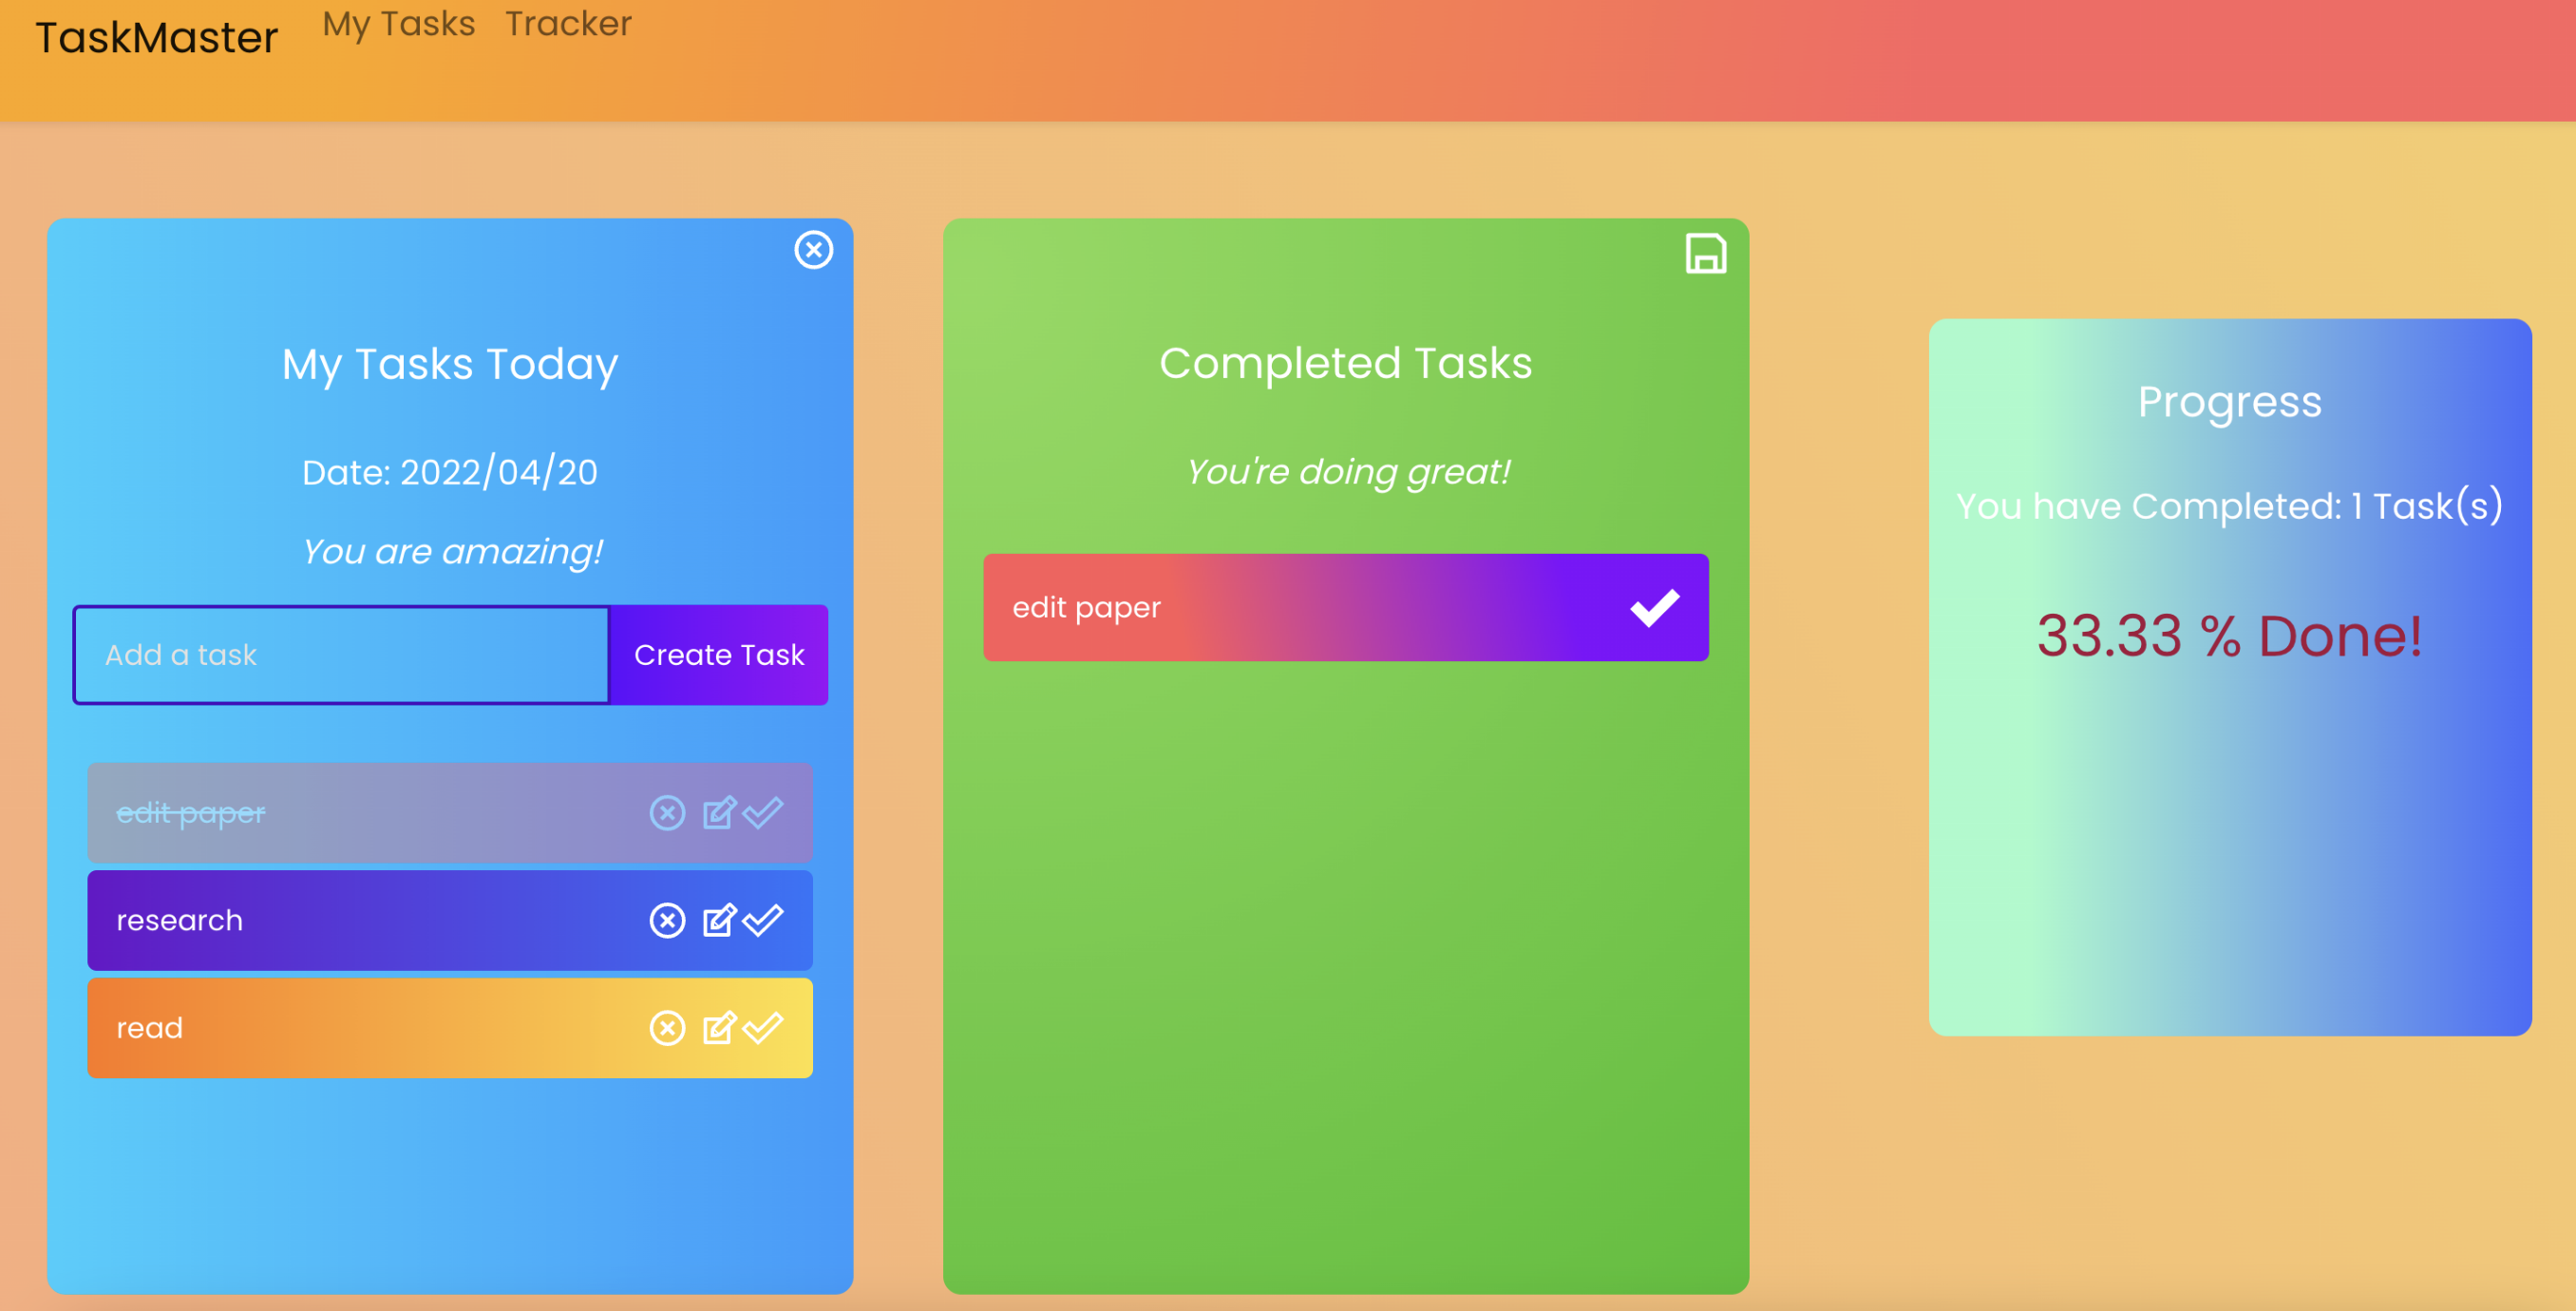 TaskMaster My Tasks Tracker
My Tasks Today
Date: 2022/04/20
You are amazing!
Add a task Create Task
edit paper
research
read
Completed Tasks
You're doing great!
edit paper
Progress
You have Completed: 1 Task(s)
33.33 % Done!